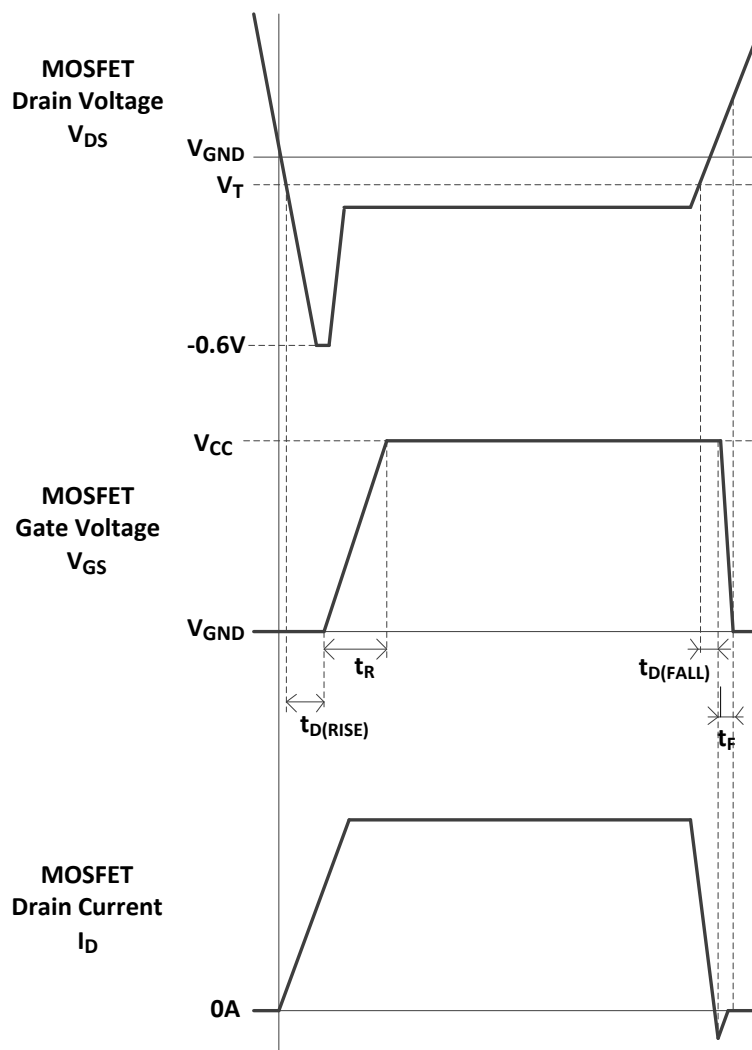 MOSFET
Drain Voltage
VDS
VGND
VT
-0.6V
VCC
MOSFET
Gate Voltage
VGS
VGND
tR
tD(FALL)
tD(RISE)
tF
MOSFET
Drain Current
ID
0A